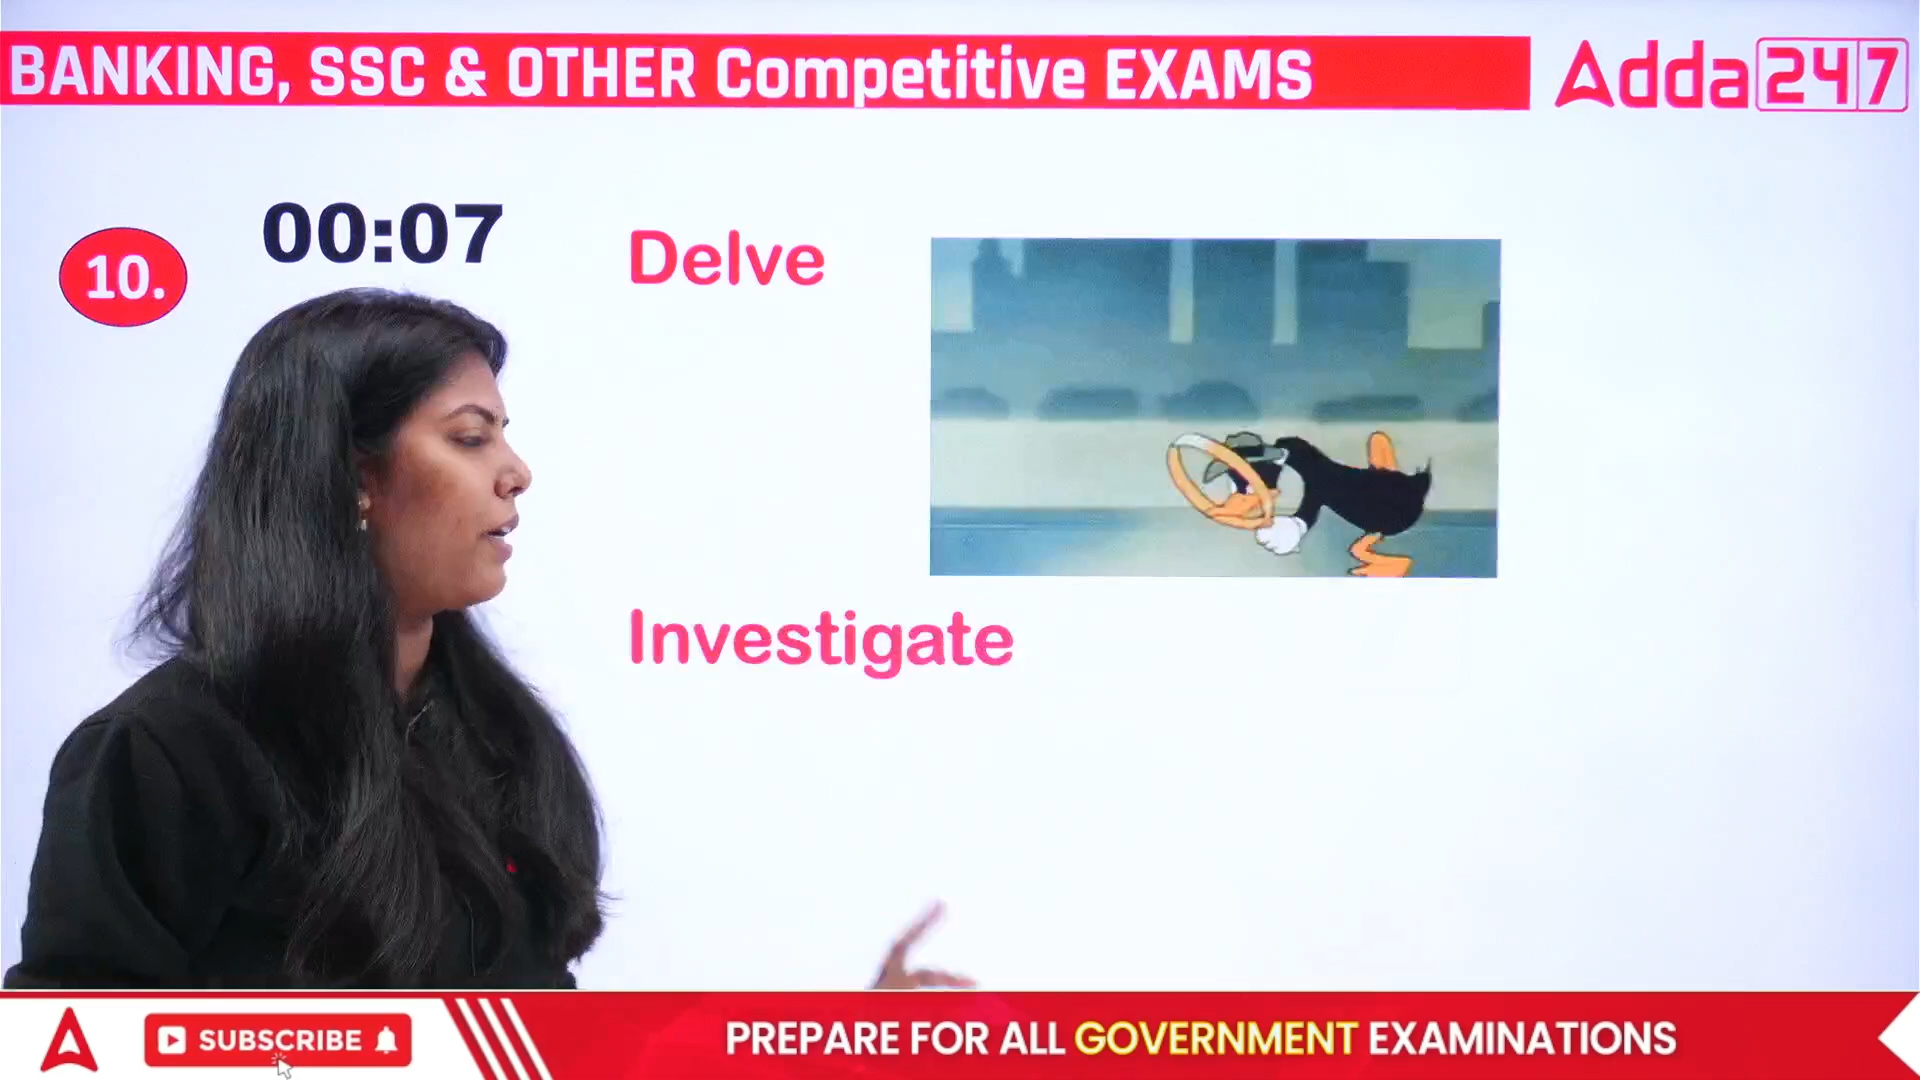 BANKING, SSC & OTHER Competitive EXAMS
Adda247
00:07
10.
Delve
Investigate
SUBSCRIBE
PREPARE FOR ALL GOVERNMENT EXAMINATIONS